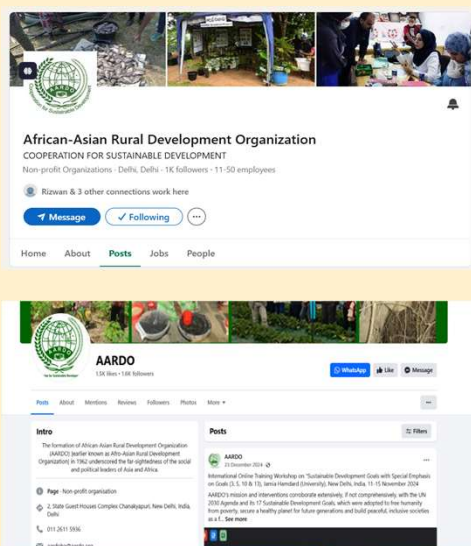 AARDO
African-Asian Rural Development Organization
COOPERATION FOR SUSTAINABLE DEVELOPMENT
Non-profit Organizations · Delhi, Delhi · 1K followers · 11-50 employees
Rizwan & 3 other connections work here
Message
Following
Home About Posts Jobs People
AARDO
AARDO
1.5K likes • 1.6K followers
WhatsApp Like Message
Posts About Mentions Reviews Followers Photos More
Intro
The formation of African Asian Rural Development Organization
(AARDO) [earlier known as Afro-Asian Rural Development
Organization] in 1962 underscored the far-sightedness of the social
and political leaders of Asia and Africa.
Page · Non-profit organisation
2, State Guest Houses Complex Chanakyapuri, New Delhi, India,
Delhi
011 2611 5936
Posts
Filters
AARDO
23 December 2024
International Online Training Workshop on "Sustainable Development Goals with Special Emphasis
on Goals (3, 5, 10 & 13), Jamia Hamdard (University), New Delhi, India, 11-15 November 2024
AARDO's mission and interventions corroborate extensively, if not comprehensively, with the UN
2030 Agenda and its 17 Sustainable Development Goals, which were adopted to free humanity
from poverty, secure a healthy planet for future generations and build peaceful, inclusive societies
as a f... See more